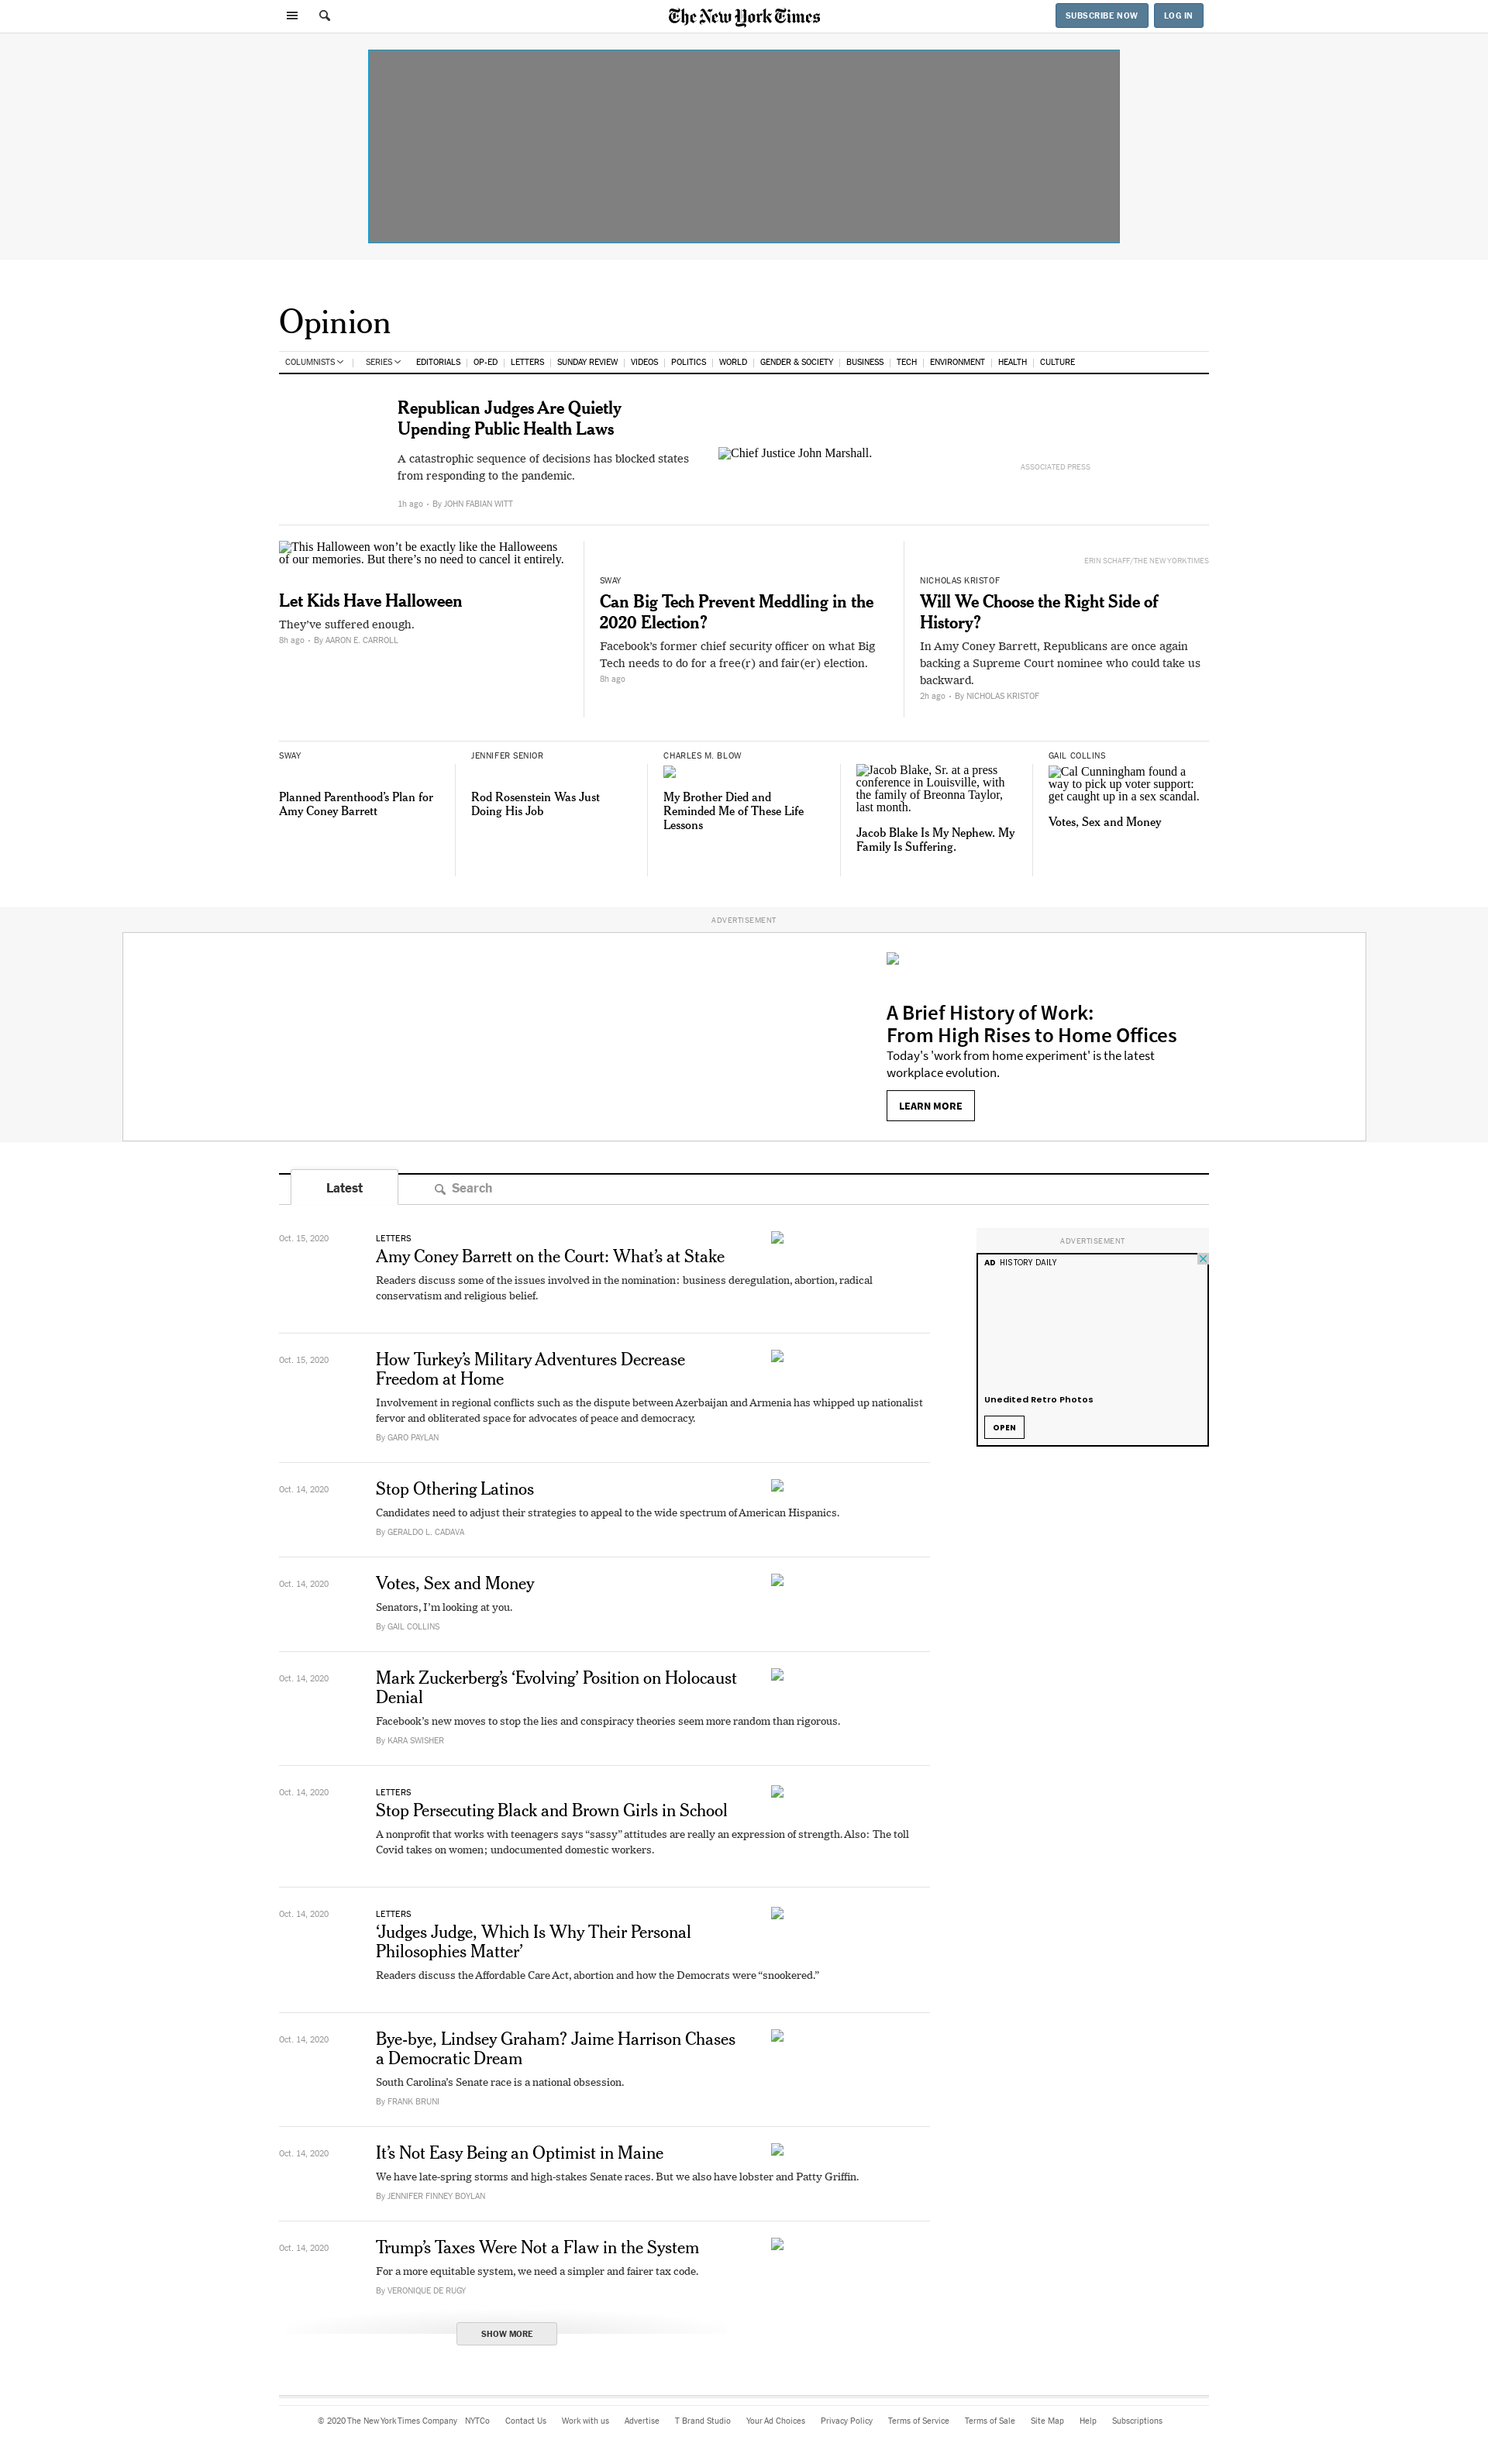 The New York Times
SUBSCRIBE NOW
LOG IN
Opinion
COLUMNISTS
SERIES
EDITORIALS
OP-ED
LETTERS
SUNDAY REVIEW
VIDEOS
POLITICS
WORLD
GENDER & SOCIETY
BUSINESS
TECH
ENVIRONMENT
HEALTH
CULTURE
Republican Judges Are Quietly
Upending Public Health Laws
A catastrophic sequence of decisions has blocked states
from responding to the pandemic.
1h ago • By JOHN FABIAN WITT
Chief Justice John Marshall.
ASSOCIATED PRESS
This Halloween won’t be exactly like the Halloweens
of our memories. But there’s no need to cancel it entirely.
Let Kids Have Halloween
They’ve suffered enough.
8h ago • By AARON E. CARROLL
SWAY
Can Big Tech Prevent Meddling in the
2020 Election?
Facebook’s former chief security officer on what Big
Tech needs to do for a free(r) and fair(er) election.
8h ago
ERIN SCHAFF/THE NEW YORK TIMES
NICHOLAS KRISTOF
Will We Choose the Right Side of
History?
In Amy Coney Barrett, Republicans are once again
backing a Supreme Court nominee who could take us
backward.
2h ago • By NICHOLAS KRISTOF
SWAY
Planned Parenthood’s Plan for
Amy Coney Barrett
JENNIFER SENIOR
Rod Rosenstein Was Just
Doing His Job
CHARLES M. BLOW
My Brother Died and
Reminded Me of These Life
Lessons
Jacob Blake, Sr. at a press
conference in Louisville, with
the family of Breonna Taylor,
last month.
Jacob Blake Is My Nephew. My
Family Is Suffering.
GAIL COLLINS
Cal Cunningham found a
way to pick up voter support:
get caught up in a sex scandal.
Votes, Sex and Money
ADVERTISEMENT
A Brief History of Work:
From High Rises to Home Offices
Today's 'work from home experiment' is the latest
workplace evolution.
LEARN MORE
Latest
Search
Oct. 15, 2020
LETTERS
Amy Coney Barrett on the Court: What’s at Stake
Readers discuss some of the issues involved in the nomination: business deregulation, abortion, radical
conservatism and religious belief.
ADVERTISEMENT
AD HISTORY DAILY
Unedited Retro Photos
OPEN
Oct. 15, 2020
How Turkey’s Military Adventures Decrease
Freedom at Home
Involvement in regional conflicts such as the dispute between Azerbaijan and Armenia has whipped up nationalist
fervor and obliterated space for advocates of peace and democracy.
By GARO PAYLAN
Oct. 14, 2020
Stop Othering Latinos
Candidates need to adjust their strategies to appeal to the wide spectrum of American Hispanics.
By GERALDO L. CADAVA
Oct. 14, 2020
Votes, Sex and Money
Senators, I’m looking at you.
By GAIL COLLINS
Oct. 14, 2020
Mark Zuckerberg’s ‘Evolving’ Position on Holocaust
Denial
Facebook’s new moves to stop the lies and conspiracy theories seem more random than rigorous.
By KARA SWISHER
Oct. 14, 2020
LETTERS
Stop Persecuting Black and Brown Girls in School
A nonprofit that works with teenagers says “sassy” attitudes are really an expression of strength. Also: The toll
Covid takes on women; undocumented domestic workers.
Oct. 14, 2020
LETTERS
‘Judges Judge, Which Is Why Their Personal
Philosophies Matter’
Readers discuss the Affordable Care Act, abortion and how the Democrats were “snookered.”
Oct. 14, 2020
Bye-bye, Lindsey Graham? Jaime Harrison Chases
a Democratic Dream
South Carolina’s Senate race is a national obsession.
By FRANK BRUNI
Oct. 14, 2020
It’s Not Easy Being an Optimist in Maine
We have late-spring storms and high-stakes Senate races. But we also have lobster and Patty Griffin.
By JENNIFER FINNEY BOYLAN
Oct. 14, 2020
Trump’s Taxes Were Not a Flaw in the System
For a more equitable system, we need a simpler and fairer tax code.
By VERONIQUE DE RUGY
SHOW MORE
© 2020 The New York Times Company NYTCo Contact Us Work with us Advertise T Brand Studio Your Ad Choices Privacy Policy Terms of Service Terms of Sale Site Map Help Subscriptions